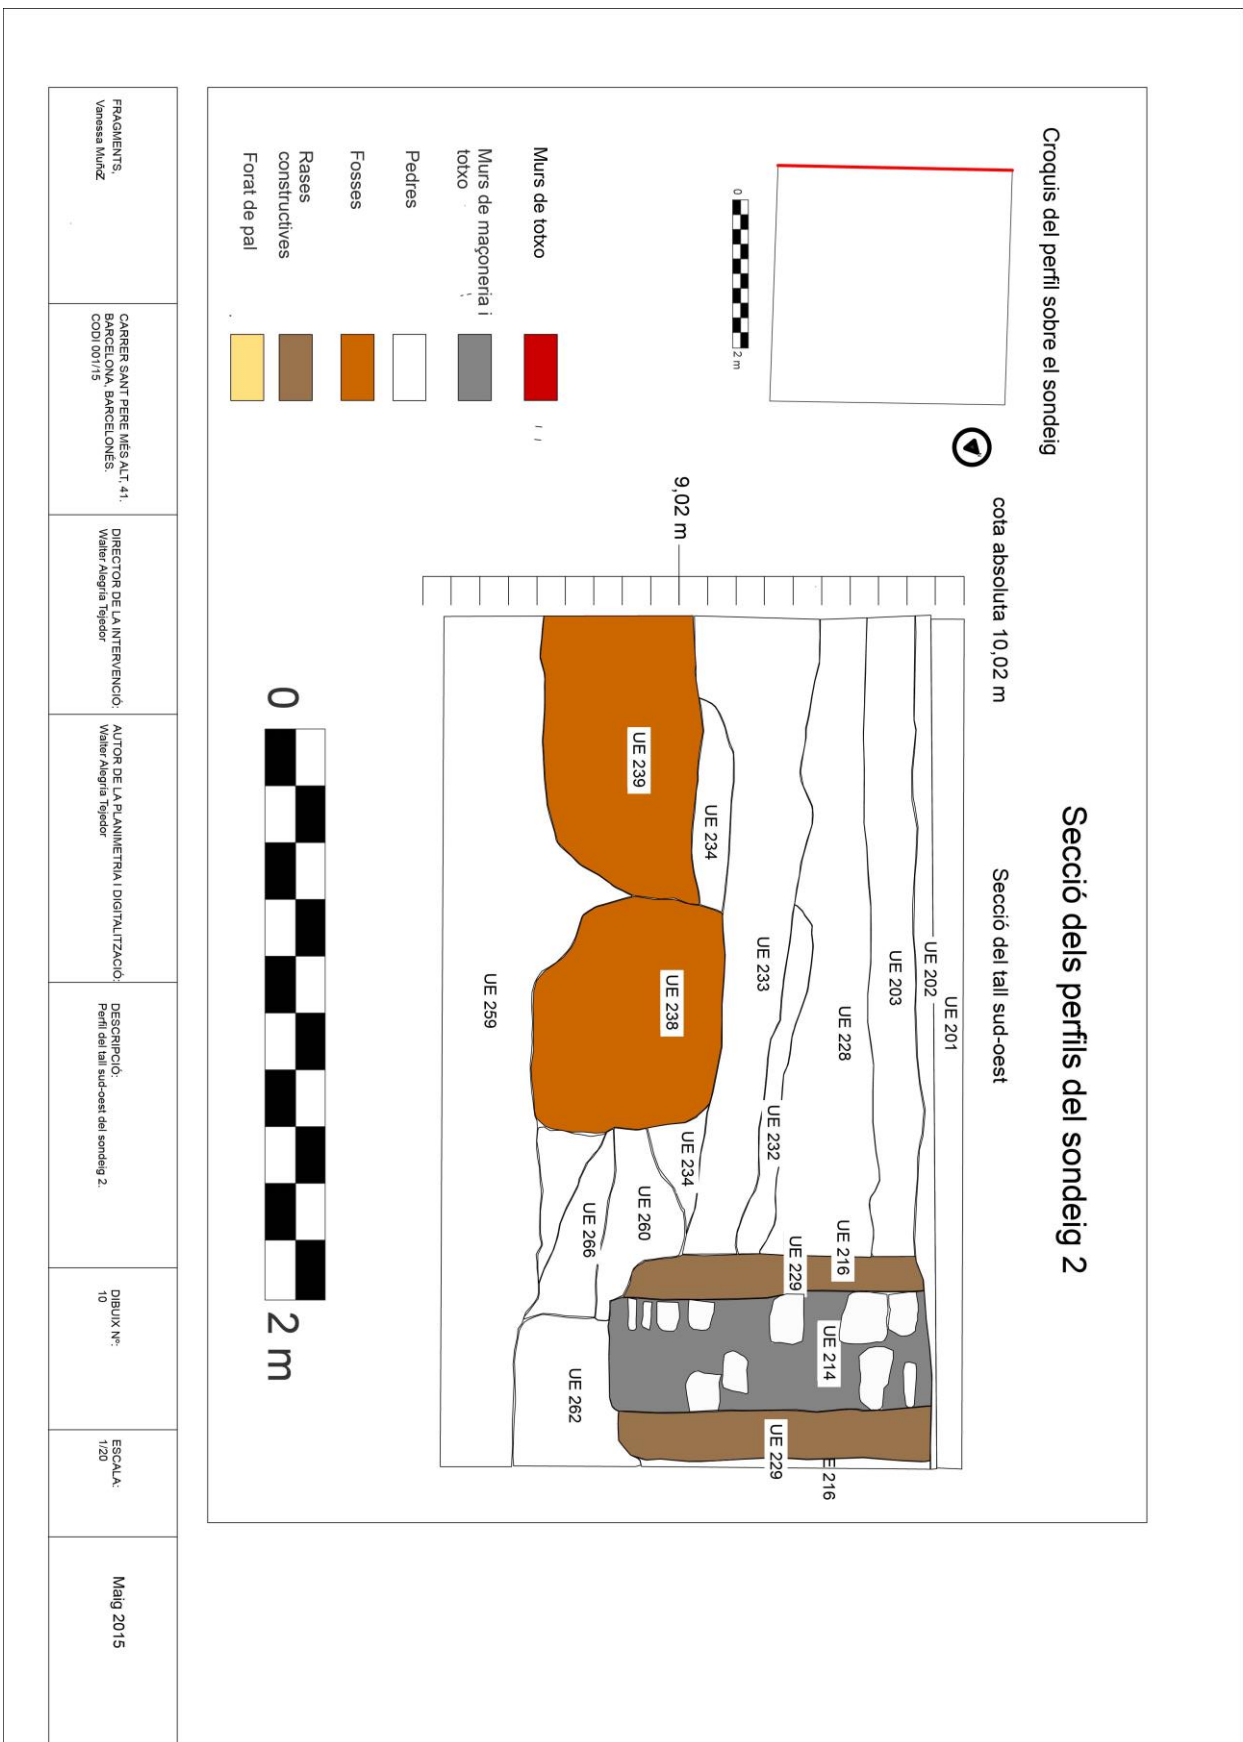 Secció dels perfils del sondeig 2
Croquis del perfil sobre el sondeig
0
2 m
cota absoluta 10,02 m
Secció del tall sud-oest
9,02 m
UE 201
UE 202
UE 203
UE 228
UE 216
UE 214
E 216
UE 229
UE 232
UE 233
UE 229
UE 234
UE 234
UE 239
UE 238
UE 260
UE 266
UE 262
UE 259
Murs de totxo
Murs de maçoneria i
totxo
Pedres
Fosses
Rases
constructives
Forat de pal
0
2 m
FRAGMENTS,
Vanessa Muñoz
CARRER SANT PERE MÉS ALT, 41.
BARCELONA, BARCELONÈS.
CODI 001/15
DIRECTOR DE LA INTERVENCIÓ:
Walter Alegria Tejedor
AUTOR DE LA PLANIMETRIA I DIGITALITZACIÓ:
Walter Alegria Tejedor
DESCRIPCIÓ:
Perfil del tall sud-oest del sondeig 2.
DIBUIX Nº:
10
ESCALA:
1/20
Maig 2015